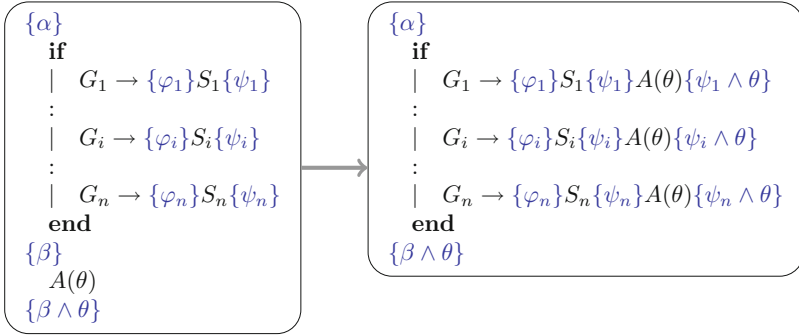 {α}
if
| G₁ → {φ₁}S₁{ψ₁}
:
| Gᵢ → {φᵢ}Sᵢ{ψᵢ}
:
| Gₙ → {φₙ}Sₙ{ψₙ}
end
{β}
A(θ)
{β ∧ θ}
{α}
if
| G₁ → {φ₁}S₁{ψ₁}A(θ){ψ₁ ∧ θ}
:
| Gᵢ → {φᵢ}Sᵢ{ψᵢ}A(θ){ψᵢ ∧ θ}
:
| Gₙ → {φₙ}Sₙ{ψₙ}A(θ){ψₙ ∧ θ}
end
{β ∧ θ}